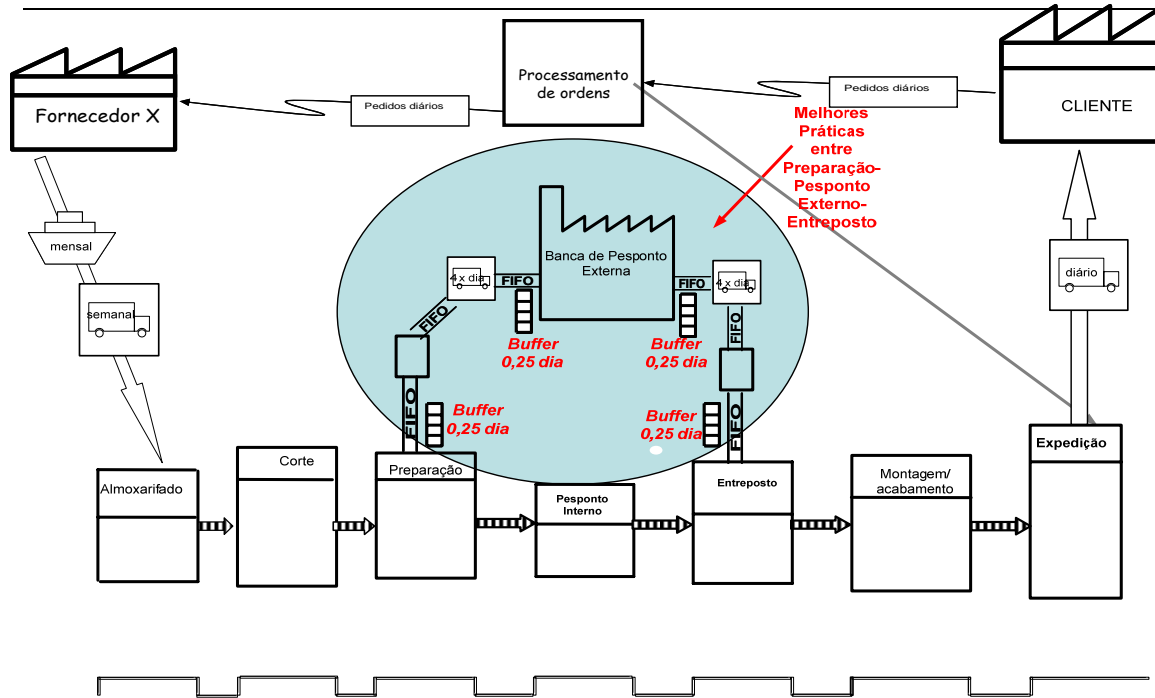 Fornecedor X
Pedidos diários
Processamento
de ordens
Pedidos diários
CLIENTE
Melhores
Práticas
entre
Preparação-
Pesponto
Externo-
Entreposto
mensal
semanal
diário
Banca de Pesponto
Externa
4 x dia
FIFO
FIFO
4 x dia
FIFO
FIFO
Buffer
0,25 dia
Buffer
0,25 dia
FIFO
Buffer
0,25 dia
Buffer
0,25 dia
FIFO
Almoxarifado
Corte
Preparação
Pesponto
Interno
Entreposto
Montagem/
acabamento
Expedição